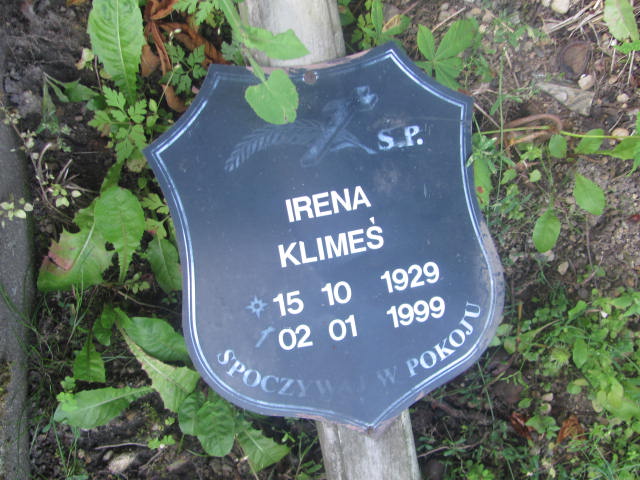 S.P.
IRENA
KLIMEŚ
15 10 1929
02 01 1999
SPOCZYWAJ W POKOJU